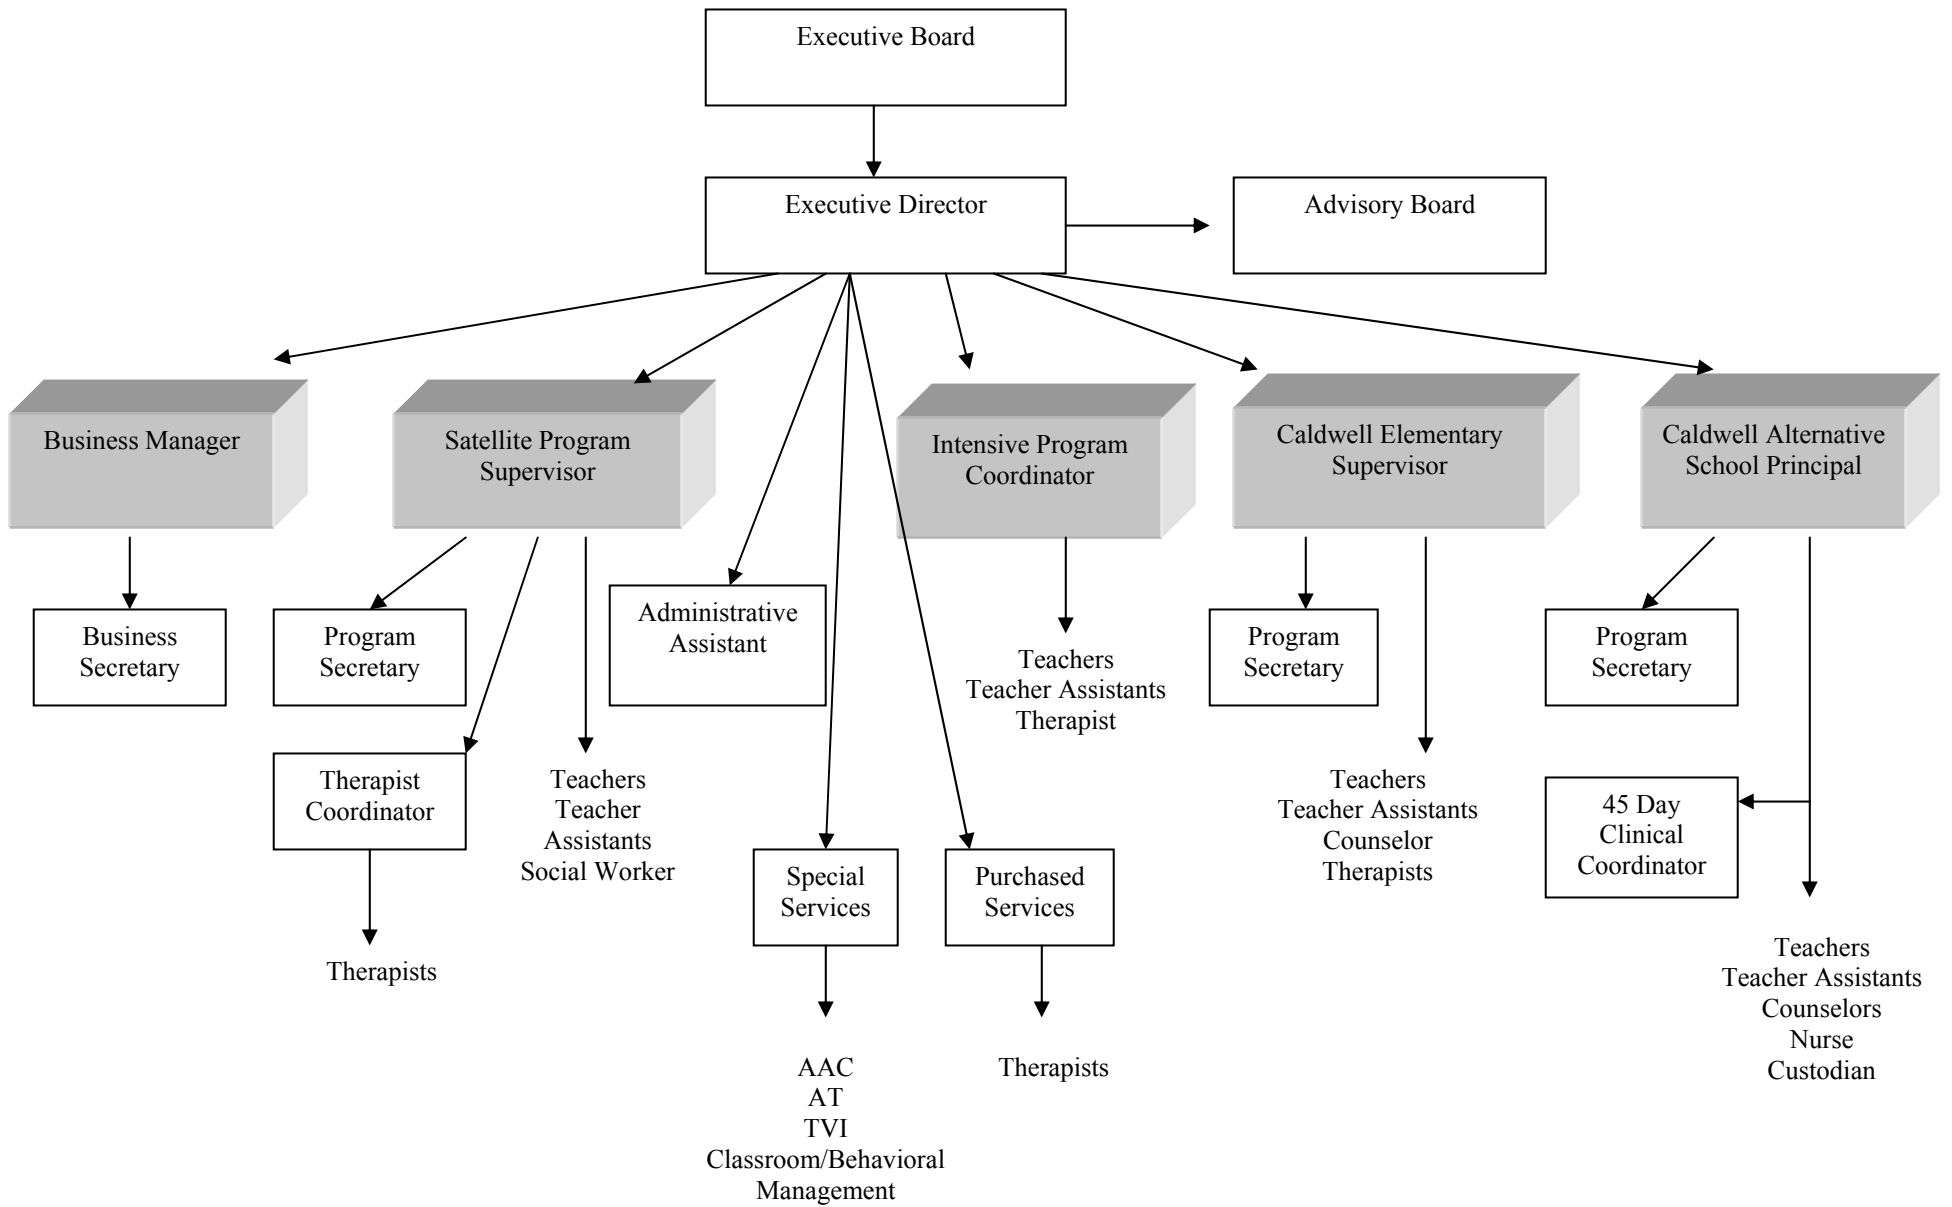 Executive Board
Executive Director
Advisory Board
Business Manager
Satellite Program
Supervisor
Intensive Program
Coordinator
Caldwell Elementary
Supervisor
Caldwell Alternative
School Principal
Business
Secretary
Program
Secretary
Administrative
Assistant
Teachers
Teacher Assistants
Therapist
Program
Secretary
Program
Secretary
Therapist
Coordinator
Teachers
Teacher
Assistants
Social Worker
Special
Services
Purchased
Services
Teachers
Teacher Assistants
Counselor
Therapists
45 Day
Clinical
Coordinator
Therapists
AAC
AT
TVI
Classroom/Behavioral
Management
Therapists
Teachers
Teacher Assistants
Counselors
Nurse
Custodian